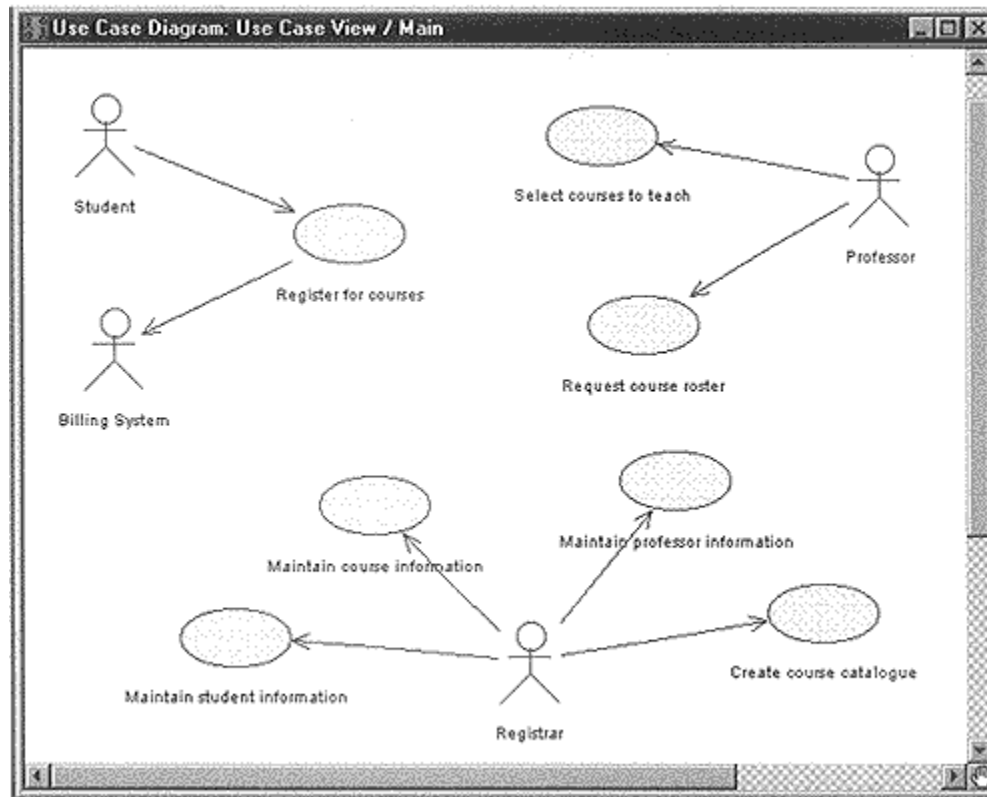 Use Case Diagram: Use Case View / Main
Student
Select courses to teach
Professor
Register for courses
Request course roster
Billing System
Maintain course information
Maintain professor information
Maintain student information
Create course catalogue
Registrar